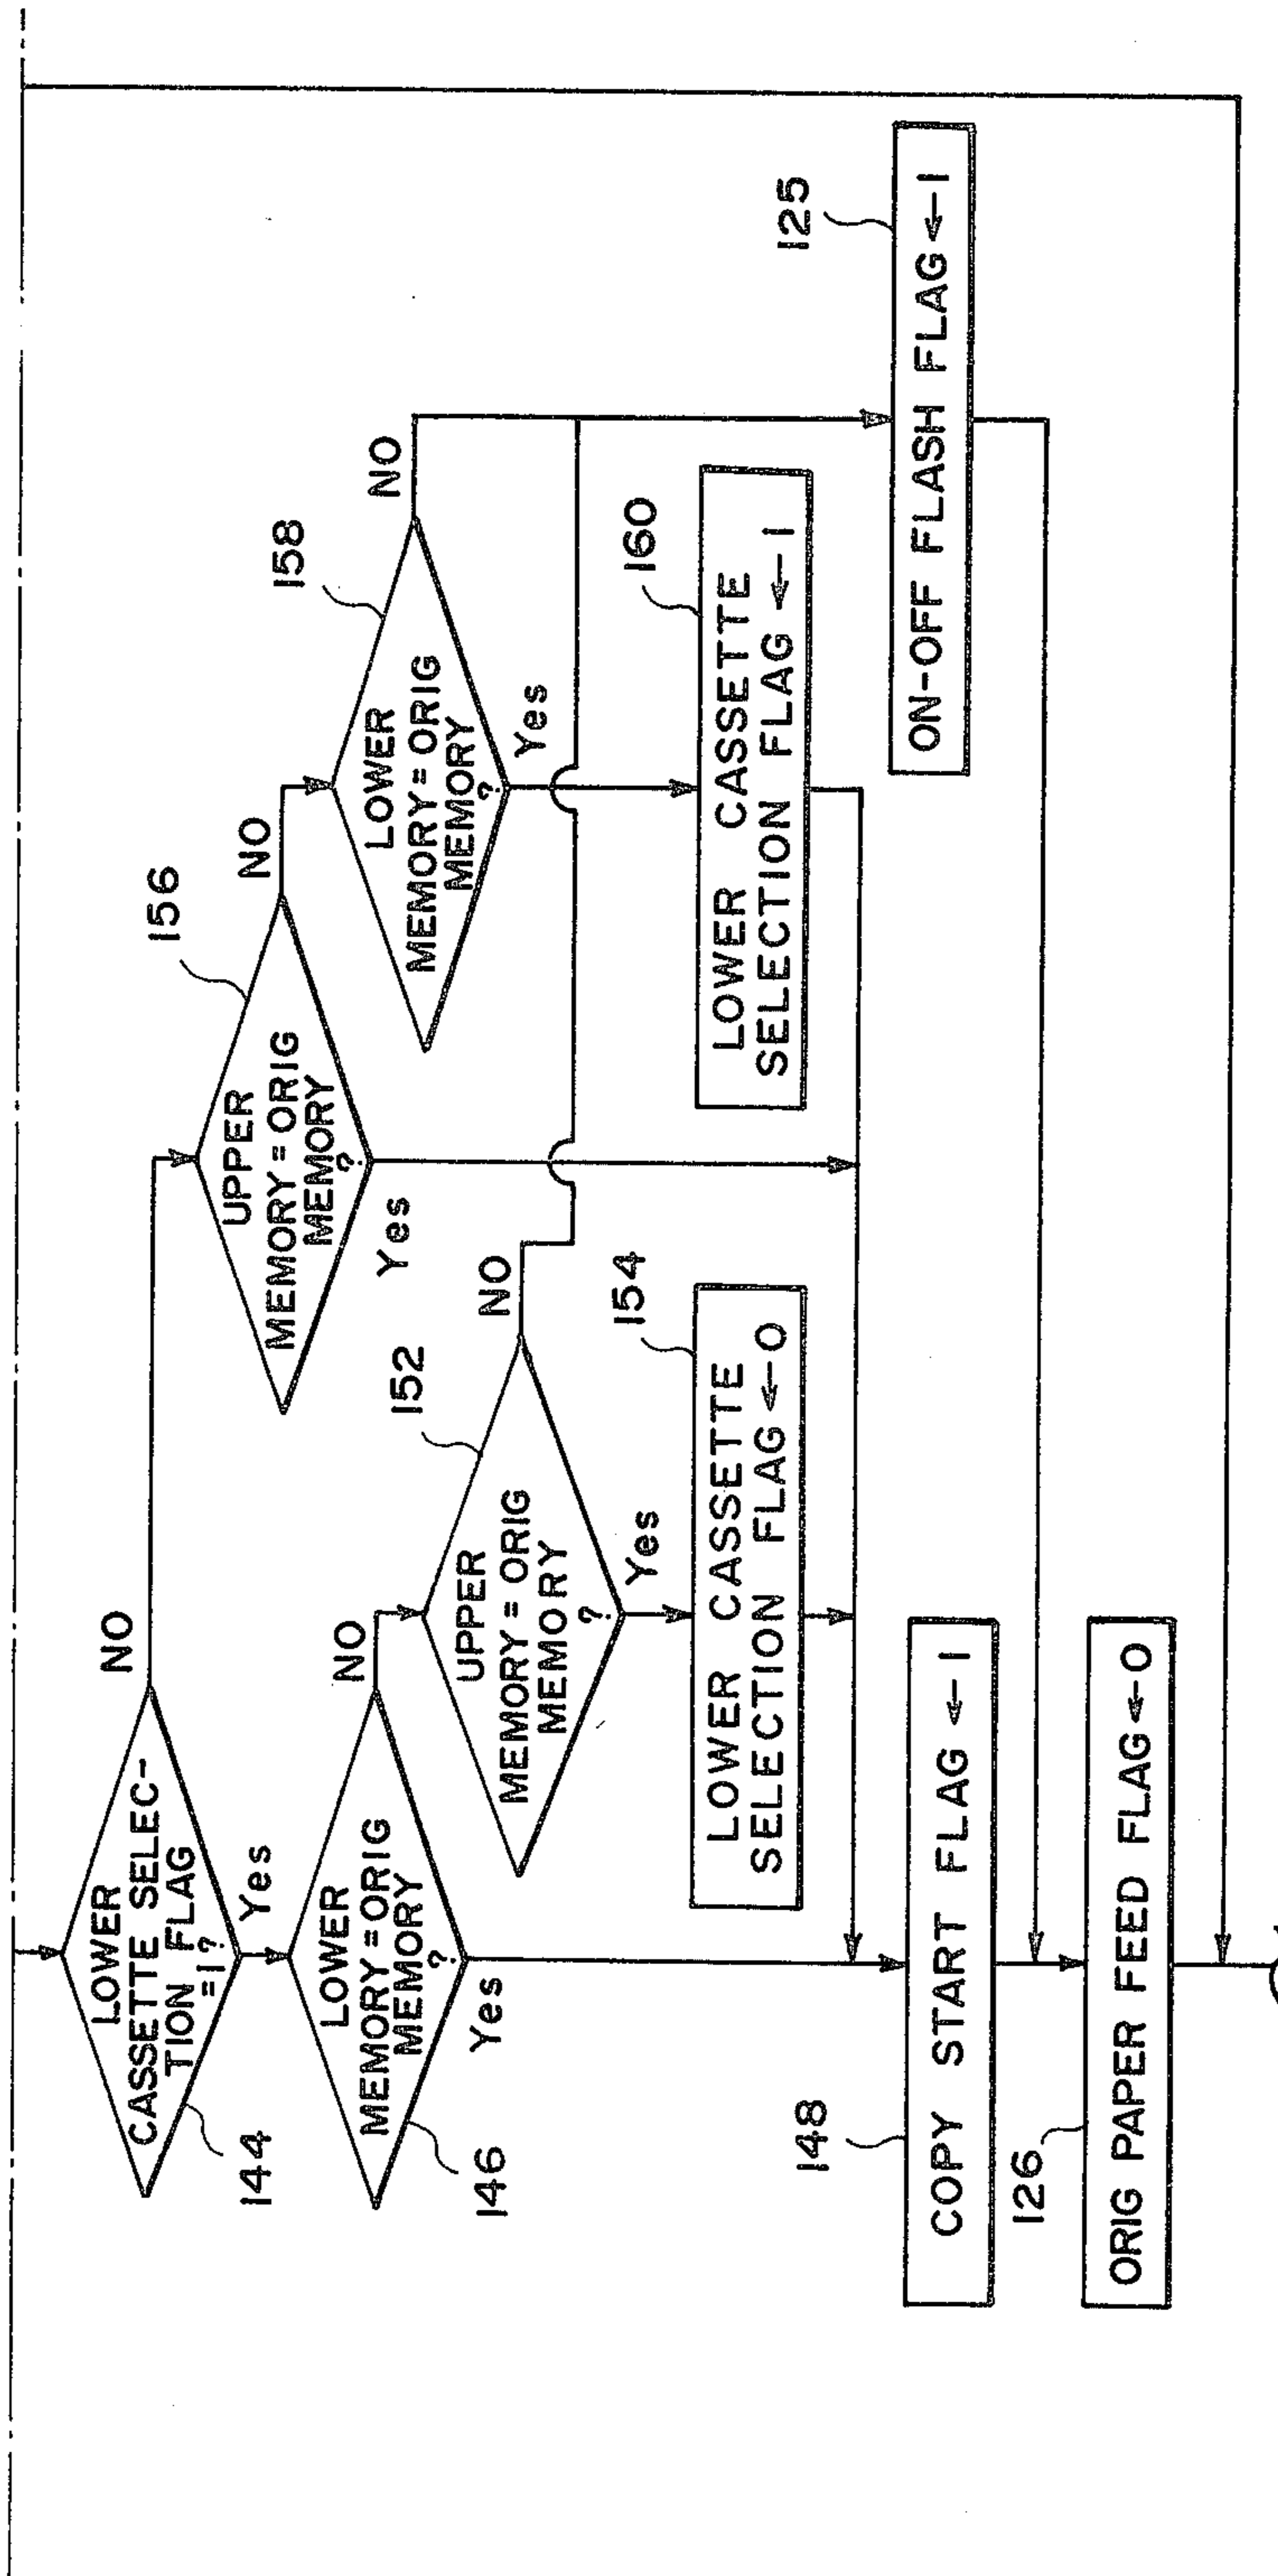 LOWER
CASSETTE SELEC-
TION FLAG
=1?
144
NO
Yes
LOWER
MEMORY=ORIG
MEMORY
?
146
NO
Yes
UPPER
MEMORY=ORIG
MEMORY
?
152
NO
Yes
LOWER CASSETTE
SELECTION FLAG←0
154
UPPER
MEMORY=ORIG
MEMORY
?
156
NO
Yes
LOWER
MEMORY=ORIG
MEMORY
?
158
NO
Yes
LOWER CASSETTE
SELECTION FLAG←1
160
ON-OFF FLASH FLAG←1
125
COPY START FLAG←1
148
ORIG PAPER FEED FLAG←0
126